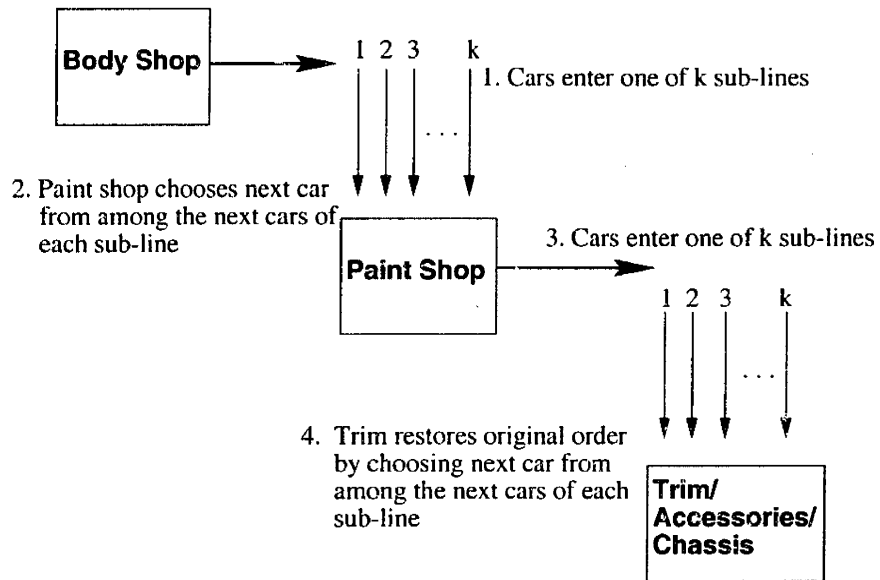 Body Shop
1 2 3 k
1. Cars enter one of k sub-lines
. . .
2. Paint shop chooses next car
from among the next cars of
each sub-line
3. Cars enter one of k sub-lines
Paint Shop
1 2 3 k
. . .
4. Trim restores original order
by choosing next car from
among the next cars of each
sub-line
Trim/
Accessories/
Chassis